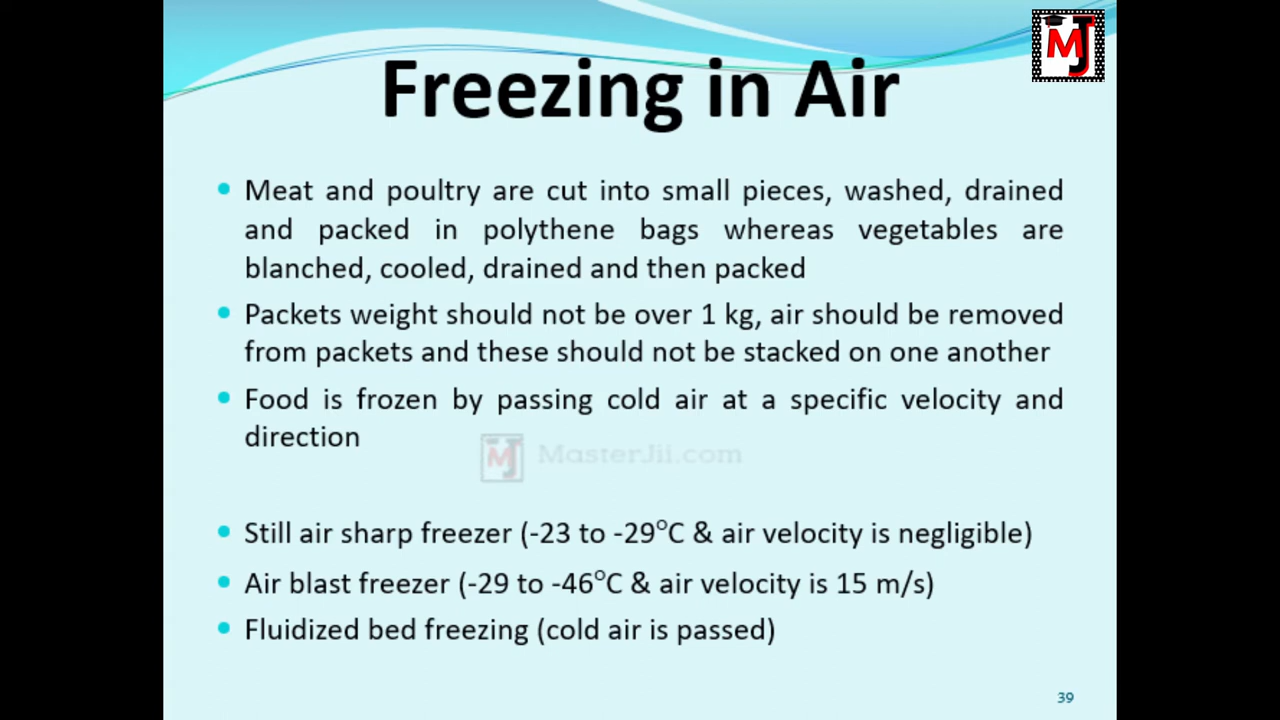 MJ
Freezing in Air
• Meat and poultry are cut into small pieces, washed, drained
and packed in polythene bags whereas vegetables are
blanched, cooled, drained and then packed
• Packets weight should not be over 1 kg, air should be removed
from packets and these should not be stacked on one another
• Food is frozen by passing cold air at a specific velocity and
direction
MJ MasterJii.com
• Still air sharp freezer (-23 to -29°C & air velocity is negligible)
• Air blast freezer (-29 to -46°C & air velocity is 15 m/s)
• Fluidized bed freezing (cold air is passed)
39